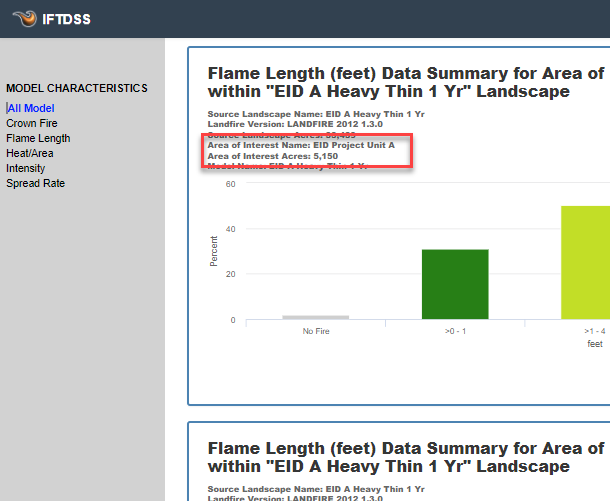 IFTDSS
MODEL CHARACTERISTICS
All Model
Crown Fire
Flame Length
Heat/Area
Intensity
Spread Rate
Flame Length (feet) Data Summary for Area of
within "EID A Heavy Thin 1 Yr" Landscape
Source Landscape Name: EID A Heavy Thin 1 Yr
Landfire Version: LANDFIRE 2012 1.3.0
Source Landscape Acres:
Area of Interest Name: EID Project Unit A
Area of Interest Acres: 5,150
Model Name: EID A Heavy Thin 1 Yr
Percent
60
40
20
0
No Fire
>0 - 1
>1 - 4
feet
Flame Length (feet) Data Summary for Area of
within "EID A Heavy Thin 1 Yr" Landscape
Source Landscape Name: EID A Heavy Thin 1 Yr
Landfire Version: LANDFIRE 2012 1.3.0